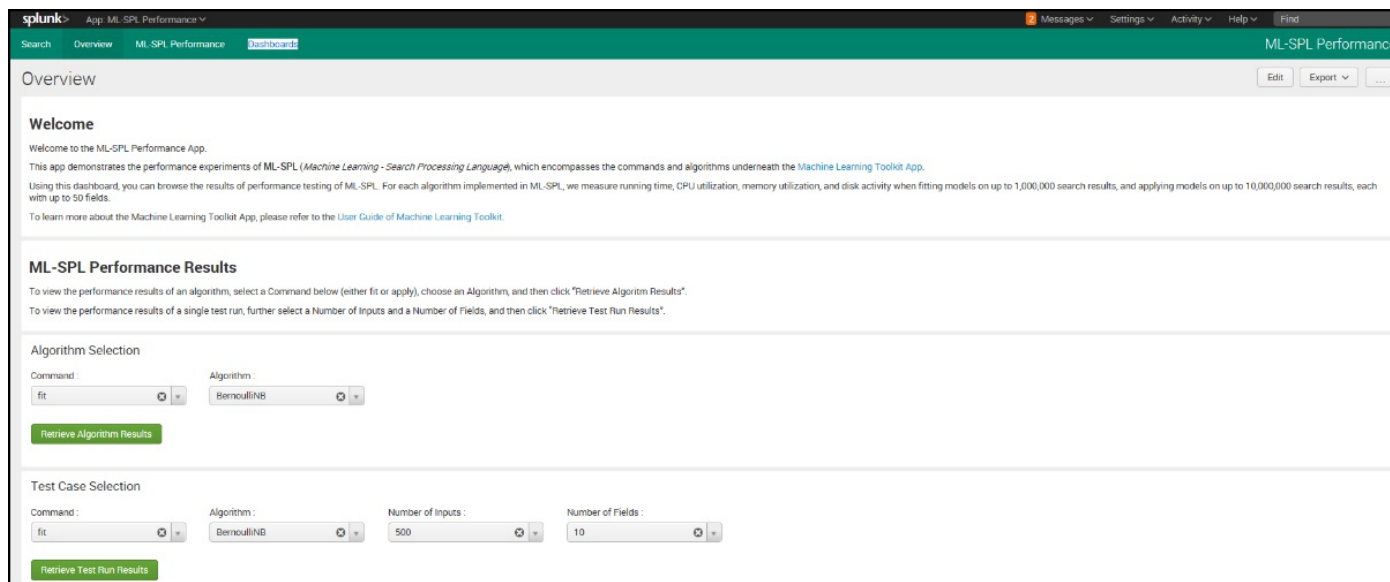 splunk> App: ML-SPL Performance 2 Messages Settings Activity Help Find
Search Overview ML-SPL Performance Dashboards ML-SPL Performanc
Overview Edit Export ...
Welcome
Welcome to the ML-SPL Performance App.
This app demonstrates the performance experiments of ML-SPL (Machine Learning - Search Processing Language), which encompasses the commands and algorithms underneath the Machine Learning Toolkit App.
Using this dashboard, you can browse the results of performance testing of ML-SPL. For each algorithm implemented in ML-SPL, we measure running time, CPU utilization, memory utilization, and disk activity when fitting models on up to 1,000,000 search results, and applying models on up to 10,000,000 search results, each
with up to 50 fields.
To learn more about the Machine Learning Toolkit App, please refer to the User Guide of Machine Learning Toolkit.
ML-SPL Performance Results
To view the performance results of an algorithm, select a Command below (either fit or apply), choose an Algorithm, and then click "Retrieve Algoritm Results".
To view the performance results of a single test run, further select a Number of Inputs and a Number of Fields, and then click "Retrieve Test Run Results".
Algorithm Selection
Command : Algorithm :
fit BernoulliNB
Retrieve Algorithm Results
Test Case Selection
Command : Algorithm : Number of Inputs : Number of Fields :
fit BernoulliNB 500 10
Retrieve Test Run Results